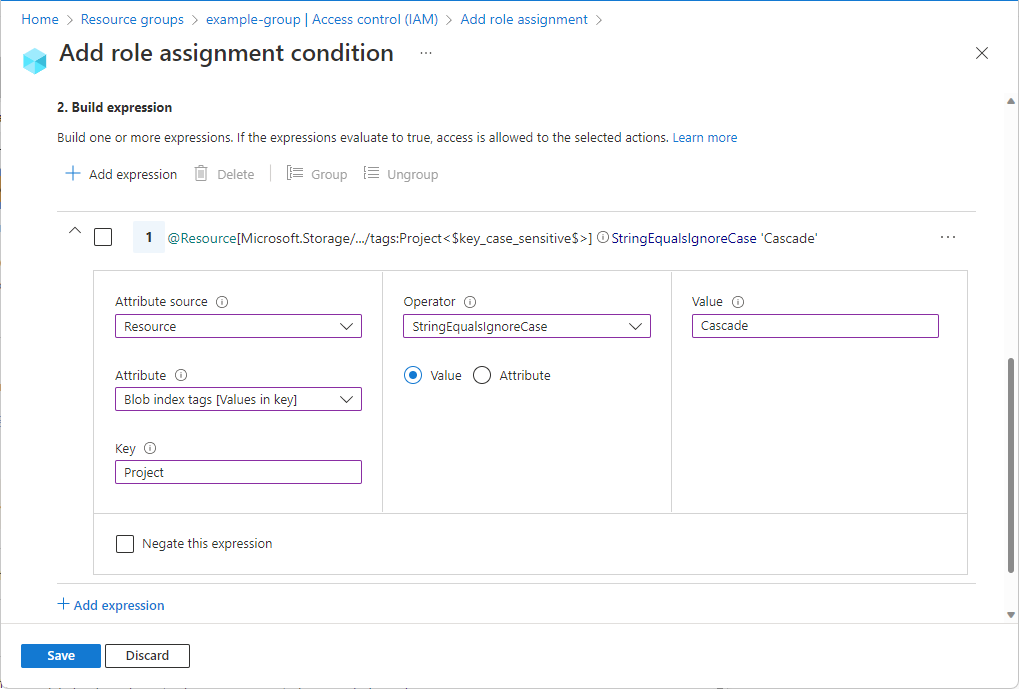 Home > Resource groups > example-group | Access control (IAM) > Add role assignment >
Add role assignment condition ...
2. Build expression
Build one or more expressions. If the expressions evaluate to true, access is allowed to the selected actions. Learn more
Add expression Delete Group Ungroup
1 @Resource[Microsoft.Storage/.../tags:Project<$key_case_sensitive$>] StringEqualsIgnoreCase 'Cascade' ...
Attribute source
Resource
Attribute
Blob index tags [Values in key]
Key
Project
Operator
StringEqualsIgnoreCase
Value Attribute
Value
Cascade
Negate this expression
Add expression
Save Discard